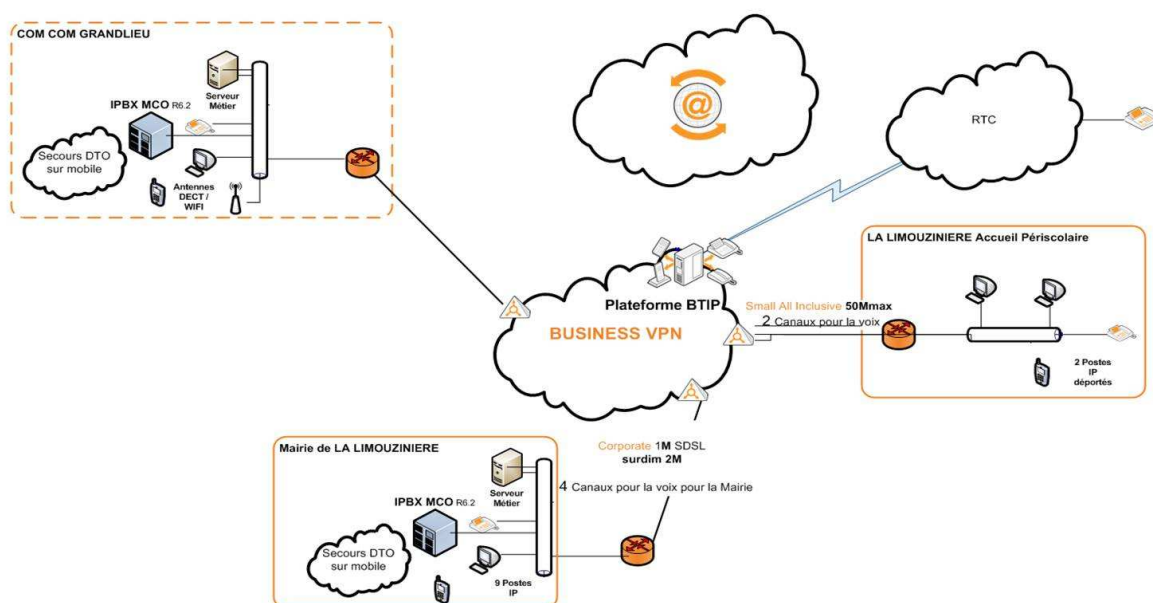 COM COM GRANDLIEU
Serveur
Métier
IPBX MCO R6.2
Secours DTO
sur mobile
Antennes
DECT /
WIFI
@
RTC
LA LIMOUZINIERE Accueil Périscolaire
Plateforme BTIP
BUSINESS VPN
Small All Inclusive 50Mmax
2 Canaux pour la voix
2 Postes
IP
déportés
Corporate 1M SDSL
surdim 2M
4 Canaux pour la voix pour la Mairie
Mairie de LA LIMOUZINIERE
Serveur
Métier
IPBX MCO R6.2
Secours DTO
sur mobile
9 Postes
IP